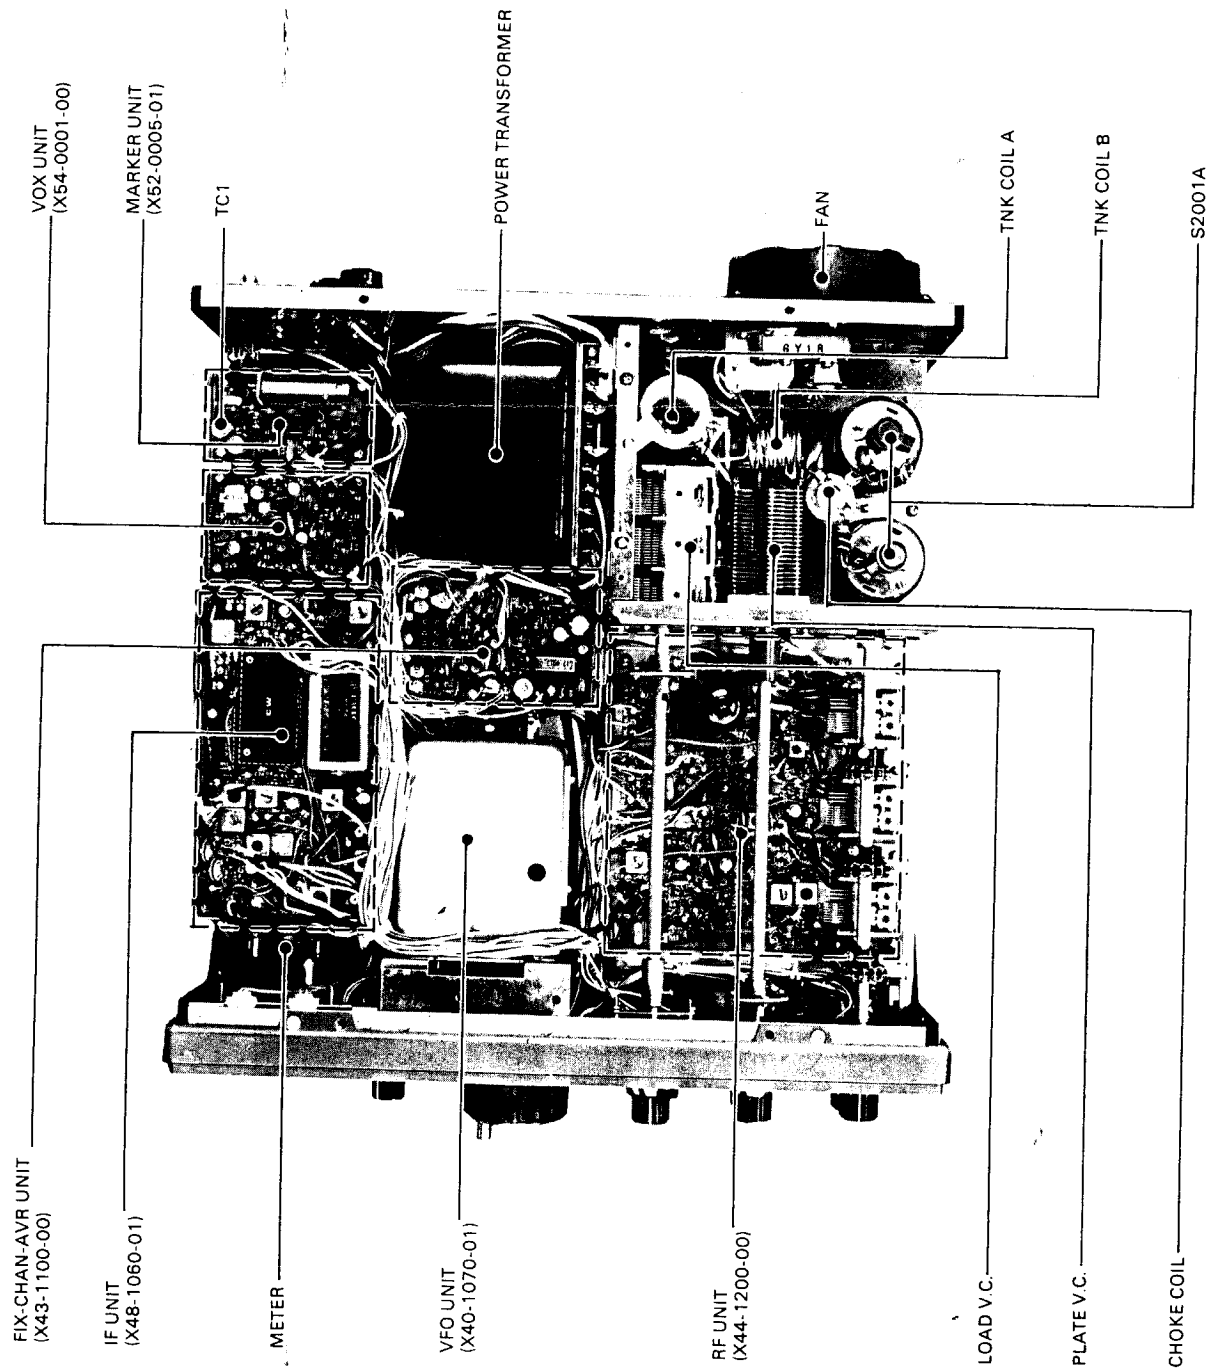 FIX-CHAN-AVR UNIT
(X43-1100-00)
IF UNIT
(X48-1060-01)
METER
VFO UNIT
(X40-1070-01)
RF UNIT
(X44-1200-00)
LOAD V.C.
PLATE V.C.
CHOKE COIL
VOX UNIT
(X54-0001-00)
MARKER UNIT
(X52-0005-01)
TC1
POWER TRANSFORMER
FAN
TNK COIL A
TNK COIL B
S2001A
CW